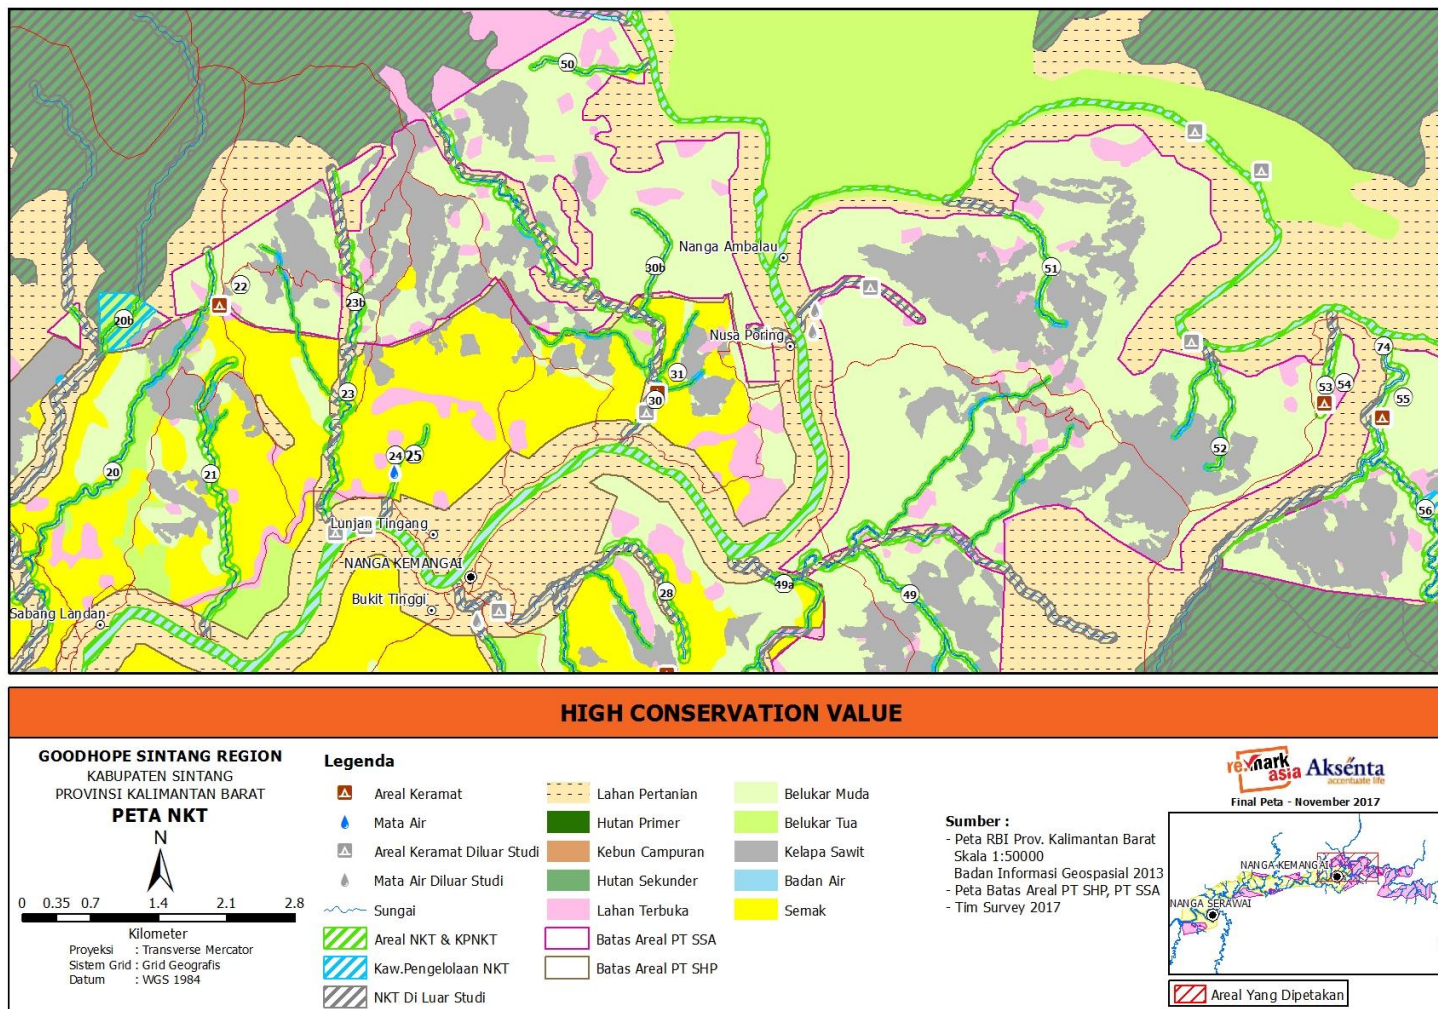 50
22
20b
23b
30b
Nanga Ambalau
51
Nusa Poring
31
30
23
74
53
54
55
20
21
24
25
52
56
Lunjan Tingang
NANGA KEMANGAI
Bukit Tinggi
Sabang Landan
28
49a
49
HIGH CONSERVATION VALUE
GOODHOPE SINTANG REGION
KABUPATEN SINTANG
PROVINSI KALIMANTAN BARAT
PETA NKT
N
0 0.35 0.7 1.4 2.1 2.8
Kilometer
Proyeksi : Transverse Mercator
Sistem Grid : Grid Geografis
Datum : WGS 1984
Legenda
Areal Keramat
Mata Air
Areal Keramat Diluar Studi
Mata Air Diluar Studi
Sungai
Areal NKT & KPNKT
Kaw.Pengelolaan NKT
NKT Di Luar Studi
Lahan Pertanian
Hutan Primer
Kebun Campuran
Hutan Sekunder
Lahan Terbuka
Batas Areal PT SSA
Batas Areal PT SHP
Belukar Muda
Belukar Tua
Kelapa Sawit
Badan Air
Semak
Sumber :
- Peta RBI Prov. Kalimantan Barat
Skala 1:50000
Badan Informasi Geospasial 2013
- Peta Batas Areal PT SHP, PT SSA
- Tim Survey 2017
remark asia
Aksenta
accentuate life
Final Peta - November 2017
NANGA KEMANGAI
NANGA SERAWAI
Areal Yang Dipetakan